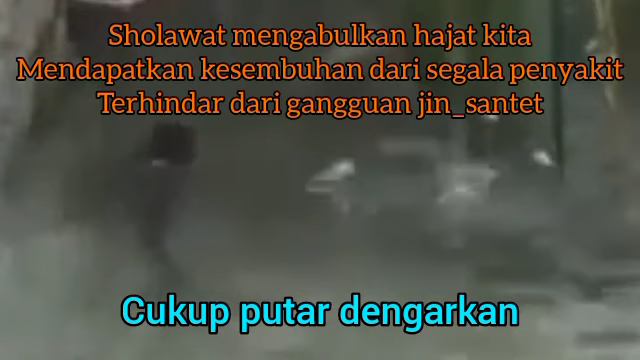 Sholawat mengabulkan hajat kita
Mendapatkan kesembuhan dari segala penyakit
Terhindar dari gangguan jin_santet
Cukup putar dengarkan